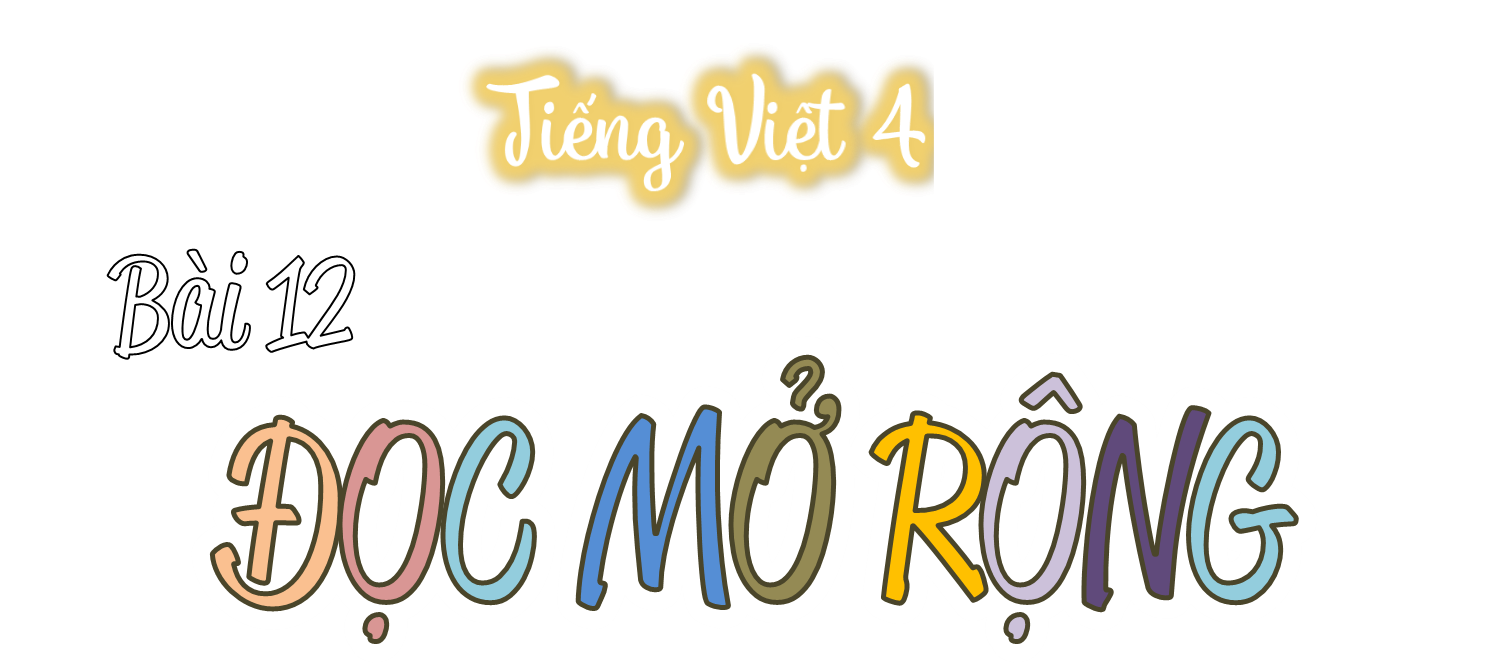 Tiếng Việt 4
Bài 12
ĐỌC MỞ RỘNG